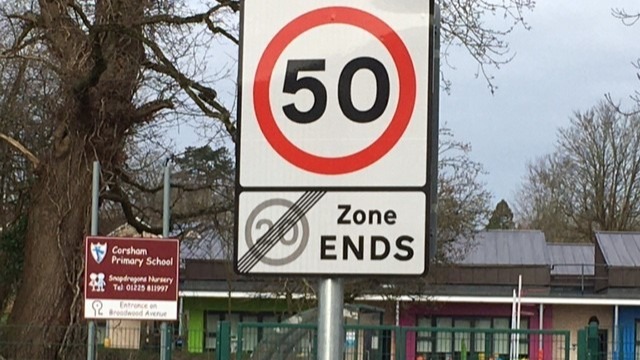 50
20
Zone
ENDS
Corsham
Primary School
Snapdragons Nursery
Tel: 01225 811997
Entrance on
Broadwood Avenue